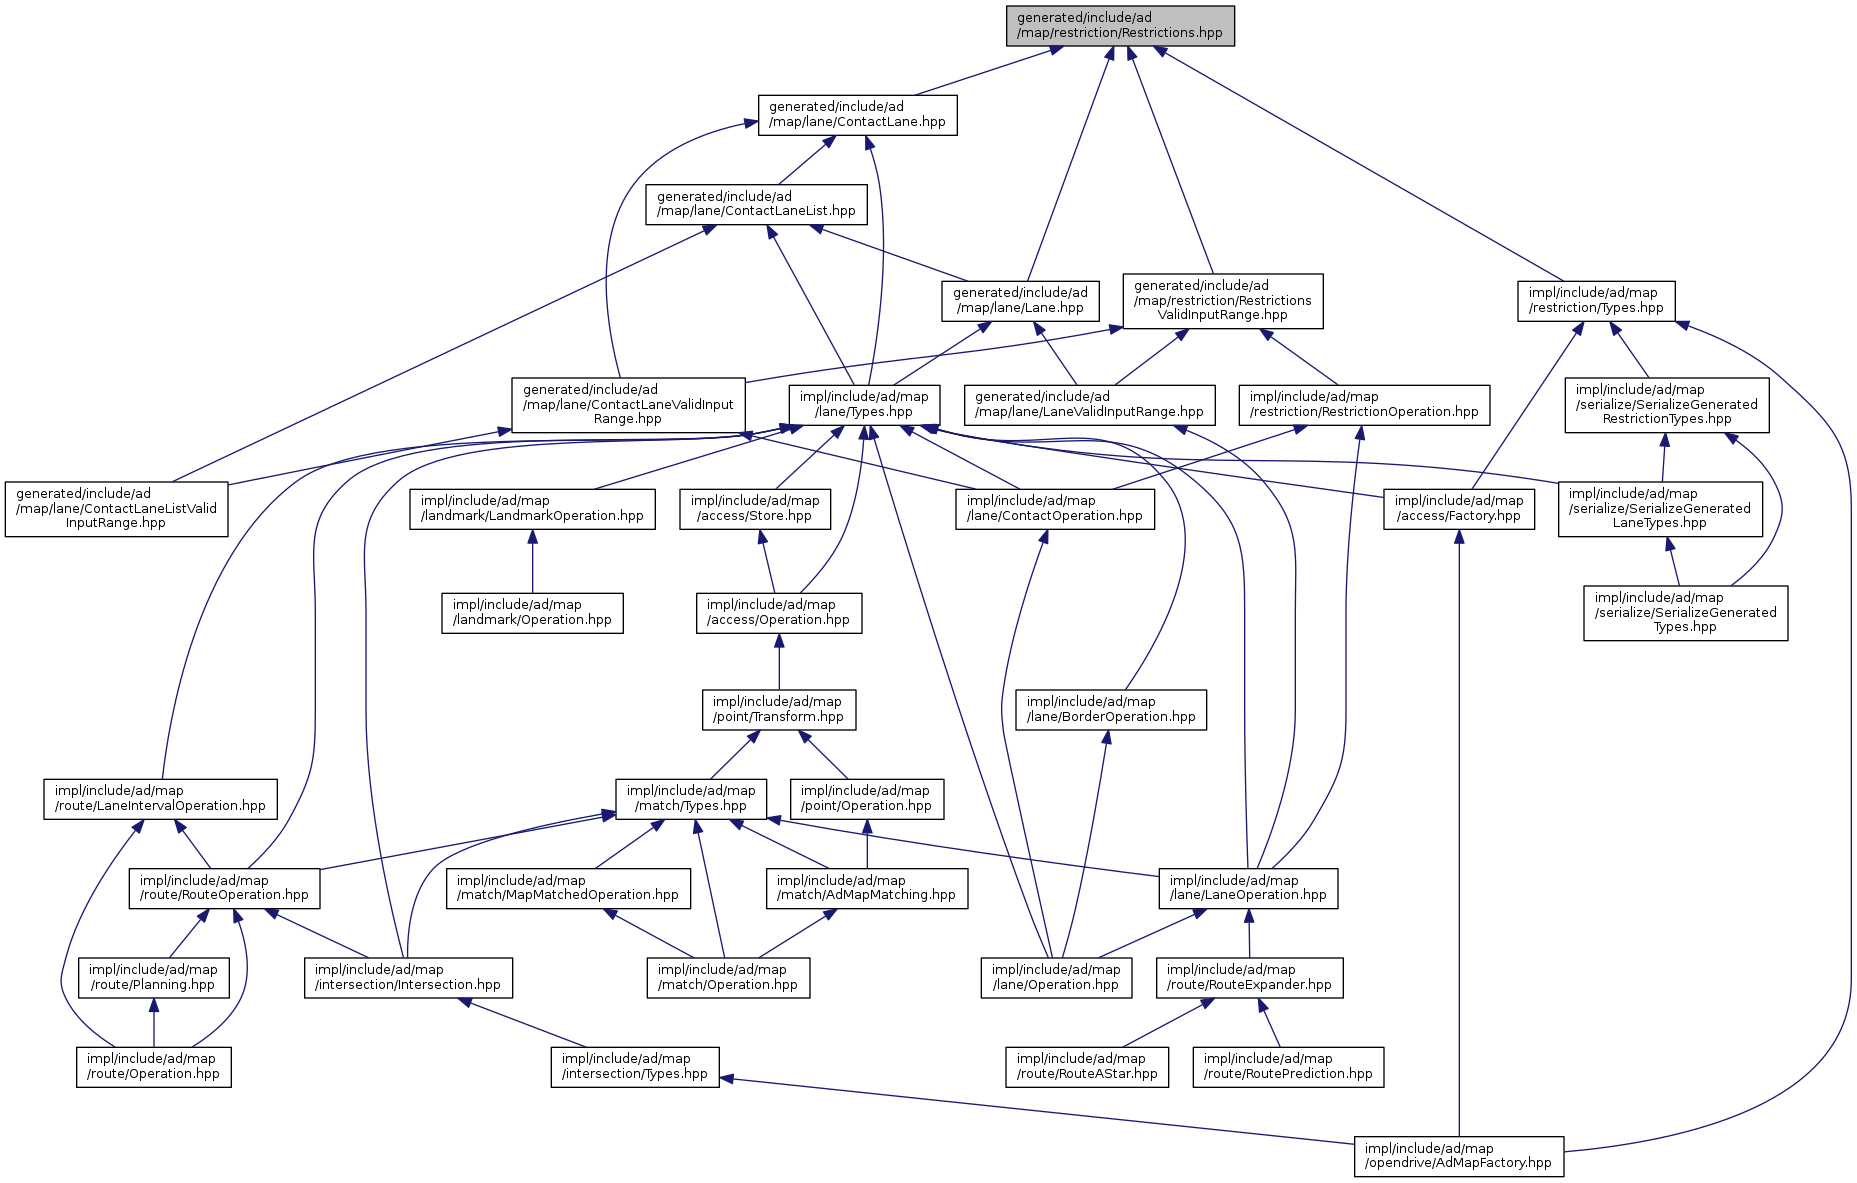 generated/include/ad
/map/restriction/Restrictions.hpp
generated/include/ad
/map/lane/ContactLane.hpp
generated/include/ad
/map/lane/ContactLaneList.hpp
generated/include/ad
/map/lane/Lane.hpp
generated/include/ad
/map/restriction/Restrictions
ValidInputRange.hpp
impl/include/ad/map
/restriction/Types.hpp
generated/include/ad
/map/lane/ContactLaneValidInput
Range.hpp
impl/include/ad/map
/lane/Types.hpp
generated/include/ad
/map/lane/LaneValidInputRange.hpp
impl/include/ad/map
/restriction/RestrictionOperation.hpp
impl/include/ad/map
/serialize/SerializeGenerated
RestrictionTypes.hpp
generated/include/ad
/map/lane/ContactLaneListValid
InputRange.hpp
impl/include/ad/map
/landmark/LandmarkOperation.hpp
impl/include/ad/map
/access/Store.hpp
impl/include/ad/map
/lane/ContactOperation.hpp
impl/include/ad/map
/access/Factory.hpp
impl/include/ad/map
/serialize/SerializeGenerated
LaneTypes.hpp
impl/include/ad/map
/landmark/Operation.hpp
impl/include/ad/map
/access/Operation.hpp
impl/include/ad/map
/serialize/SerializeGenerated
Types.hpp
impl/include/ad/map
/point/Transform.hpp
impl/include/ad/map
/lane/BorderOperation.hpp
impl/include/ad/map
/route/LaneIntervalOperation.hpp
impl/include/ad/map
/match/Types.hpp
impl/include/ad/map
/point/Operation.hpp
impl/include/ad/map
/route/RouteOperation.hpp
impl/include/ad/map
/match/MapMatchedOperation.hpp
impl/include/ad/map
/match/AdMapMatching.hpp
impl/include/ad/map
/lane/LaneOperation.hpp
impl/include/ad/map
/route/Planning.hpp
impl/include/ad/map
/intersection/Intersection.hpp
impl/include/ad/map
/match/Operation.hpp
impl/include/ad/map
/lane/Operation.hpp
impl/include/ad/map
/route/RouteExpander.hpp
impl/include/ad/map
/route/Operation.hpp
impl/include/ad/map
/intersection/Types.hpp
impl/include/ad/map
/route/RouteAStar.hpp
impl/include/ad/map
/route/RoutePrediction.hpp
impl/include/ad/map
/opendrive/AdMapFactory.hpp